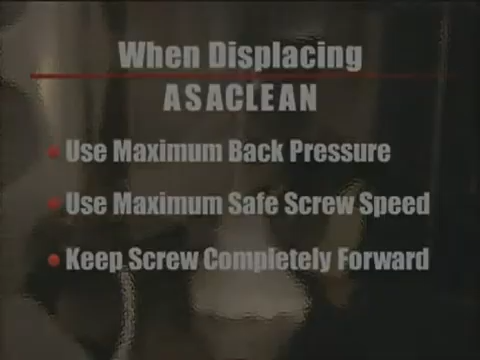 When Displacing
ASACLEAN
• Use Maximum Back Pressure
• Use Maximum Safe Screw Speed
• Keep Screw Completely Forward